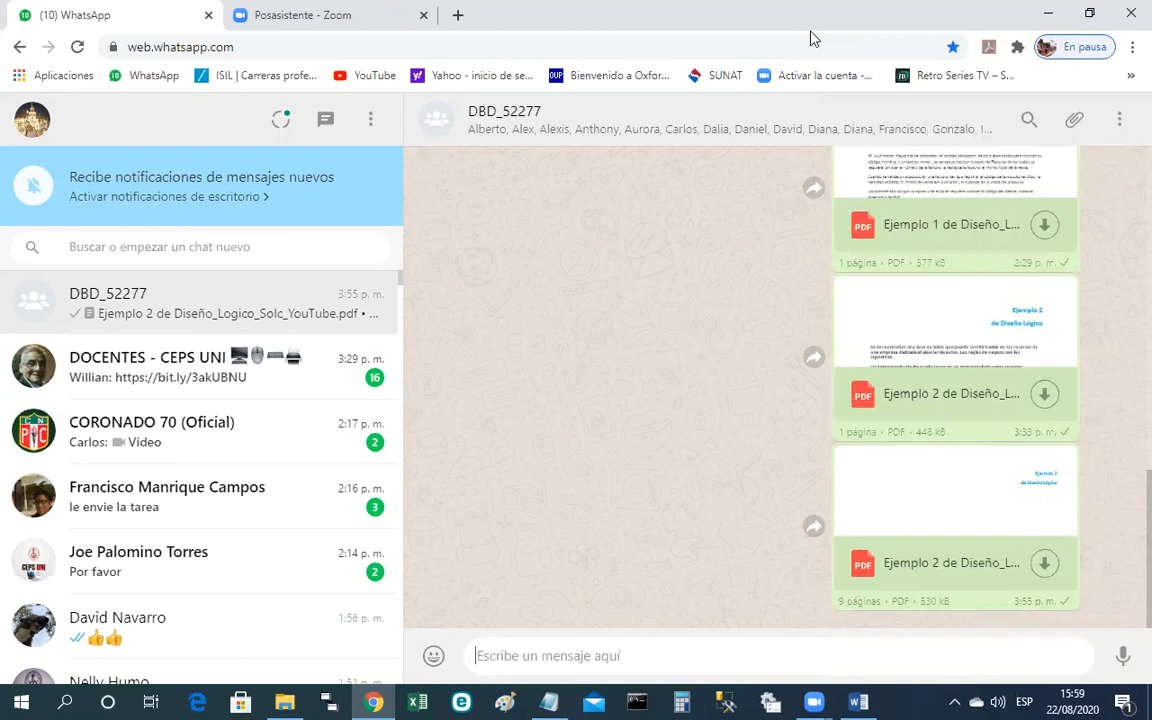 (10) WhatsApp
Posasistente - Zoom
web.whatsapp.com
En pausa
Aplicaciones
WhatsApp
ISIL | Carreras profe...
YouTube
Yahoo - inicio de se...
Bienvenido a Oxfor...
SUNAT
Activar la cuenta -...
Retro Series TV – S...
»
DBD_52277
Alberto, Alex, Alexis, Anthony, Aurora, Carlos, Dalia, Daniel, David, Diana, Diana, Francisco, Gonzalo, I...
Recibe notificaciones de mensajes nuevos
Activar notificaciones de escritorio >
Buscar o empezar un chat nuevo
DBD_52277
3:55 p. m.
Ejemplo 2 de Diseño_Logico_Solc_YouTube.pdf • ...
DOCENTES - CEPS UNI
3:29 p. m.
Willian: https://bit.ly/3akUBNU
16
CORONADO 70 (Oficial)
2:17 p. m.
Carlos: Video
2
Francisco Manrique Campos
2:16 p. m.
le envie la tarea
3
Joe Palomino Torres
2:14 p. m.
Por favor
2
David Navarro
1:56 p. m.
👍👍
Nelly Humo
1:51 p. m.
PDF
Ejemplo 1 de Diseño_L...
1 página • PDF • 377 kB
2:29 p. m.
Ejemplo 2
de Diseño Lógico
PDF
Ejemplo 2 de Diseño_L...
1 página • PDF • 448 kB
3:33 p. m.
Ejemplo 2
de Diseño Lógico
PDF
Ejemplo 2 de Diseño_L...
9 páginas • PDF • 530 kB
3:55 p. m.
Escribe un mensaje aquí
ESP
15:59
22/08/2020
1